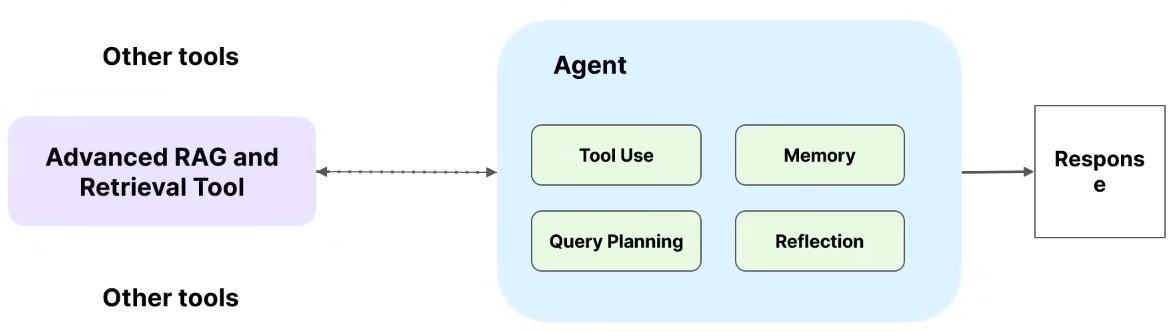 Other tools
Agent
Advanced RAG and
Retrieval Tool
Tool Use
Memory
Respons
e
Query Planning
Reflection
Other tools